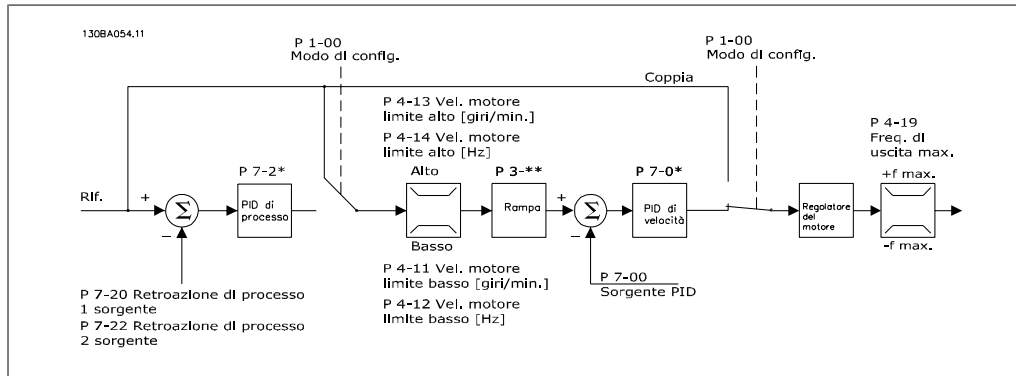 130BA054.11
P 1-00
Modo di config.
P 1-00
Modo di config.
Coppia
P 4-13 Vel. motore
limite alto [giri/min.]
P 4-14 Vel. motore
limite alto [Hz]
P 4-19
Freq. di
uscita max.
P 7-2*
Alto
P 3-**
P 7-0*
+f max.
Rif.
+
Σ
PID di
processo
Rampa
+
Σ
PID di
velocità
Regolatore
del
motore
−
Basso
−
-f max.
P 4-11 Vel. motore
limite basso [giri/min.]
P 4-12 Vel. motore
limite basso [Hz]
P 7-00
Sorgente PID
P 7-20 Retroazione di processo
1 sorgente
P 7-22 Retroazione di processo
2 sorgente